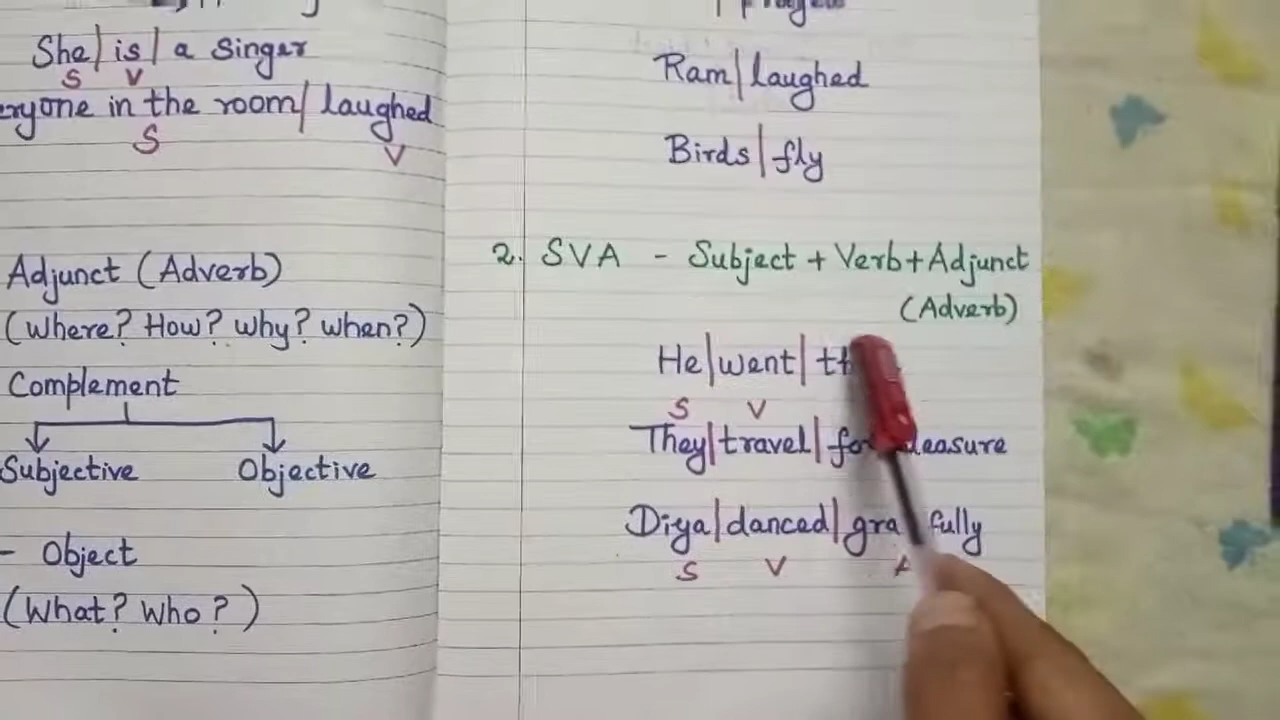 She| is| a singer
S V
eryone in the room| laughed
S V
Adjunct (Adverb)
(Where? How? Why? when?)
Complement
Subjective Objective
- Object
(What? Who?)
Ram|laughed
Birds|fly
2. SVA - Subject + Verb+Adjunct
(Adverb)
He|went|
S V
They|travel|
Diya|danced|
S V